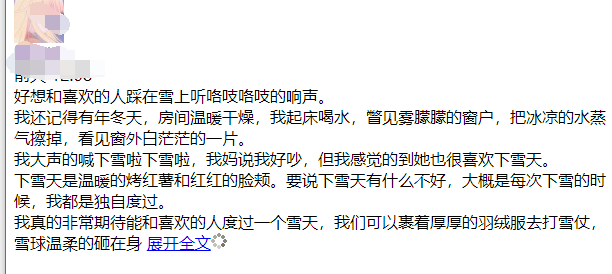 好想和喜欢的人踩在雪上听咯吱咯吱的响声。
我还记得有年冬天，房间温暖干燥，我起床喝水，瞥见雾朦朦的窗户，把冰凉的水蒸
气擦掉，看见窗外白茫茫的一片。
我大声的喊下雪啦下雪啦，我妈说我好吵，但我感觉的到她也很喜欢下雪天。
下雪天是温暖的烤红薯和红红的脸颊。要说下雪天有什么不好，大概是每次下雪的时
候，我都是独自度过。
我真的非常期待能和喜欢的人度过一个雪天，我们可以裹着厚厚的羽绒服去打雪仗，
雪球温柔的砸在身 展开全文